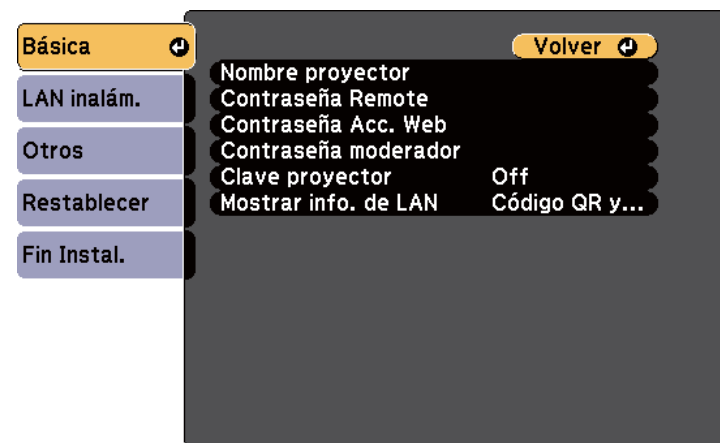 Básica
LAN inalám.
Otros
Restablecer
Fin Instal.
Volver
Nombre proyector
Contraseña Remote
Contraseña Acc. Web
Contraseña moderador
Clave proyector Off
Mostrar info. de LAN Código QR y...